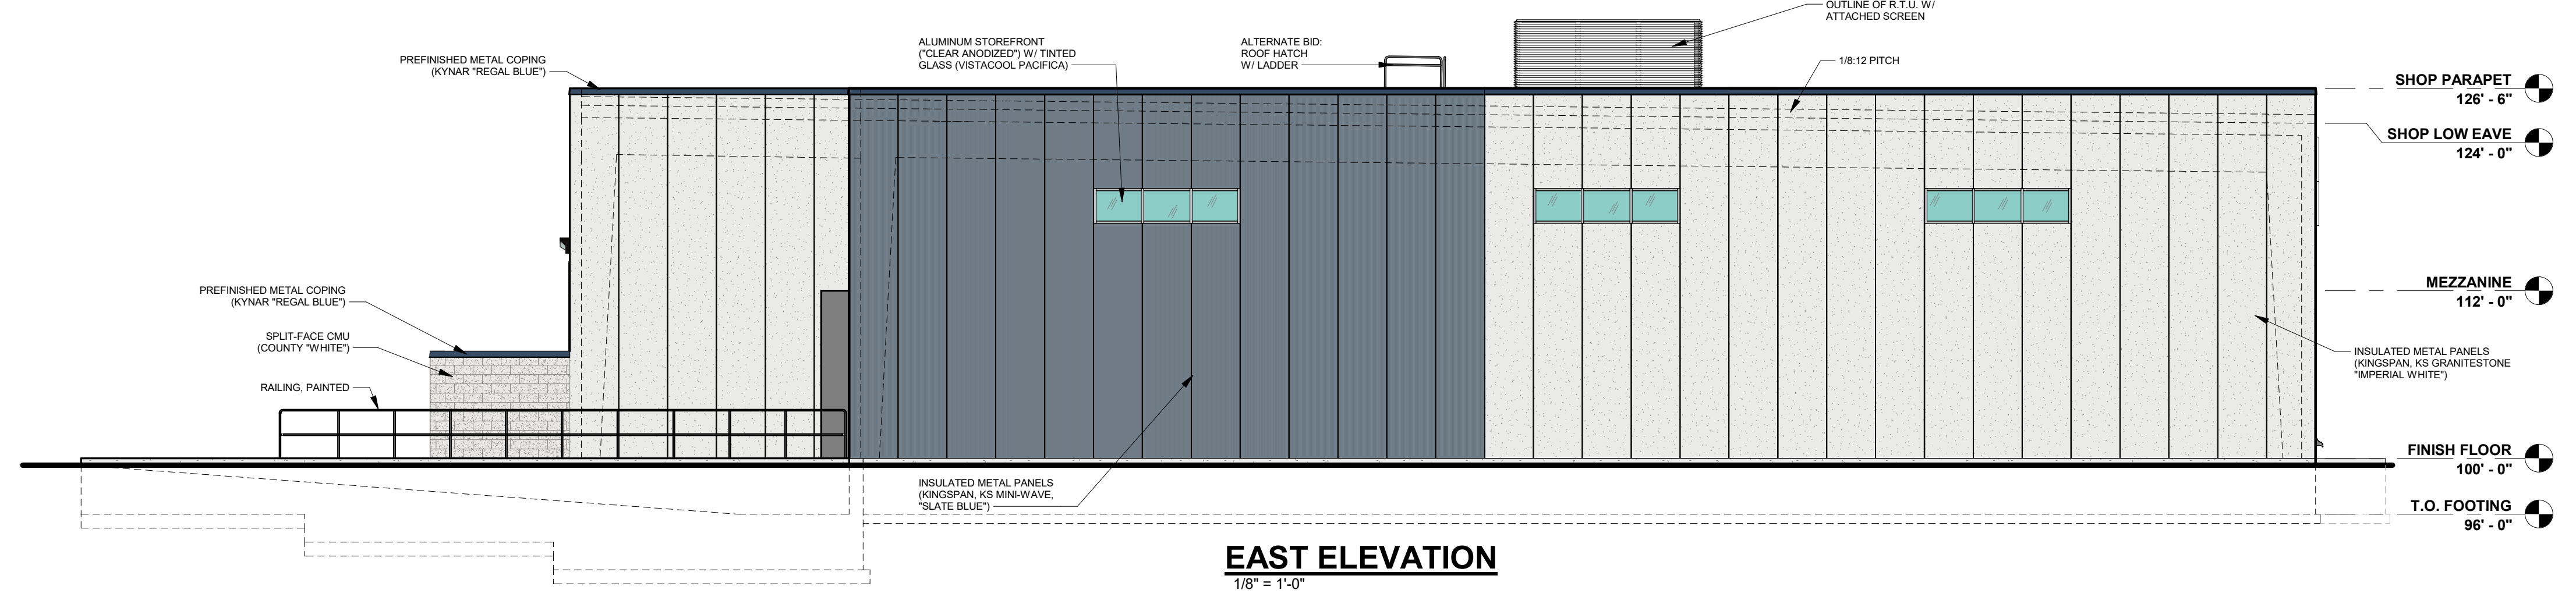 OUTLINE OF R.T.U. W/
ATTACHED SCREEN
ALUMINUM STOREFRONT
("CLEAR ANODIZED") W/ TINTED
GLASS (VISTACOOL PACIFICA)
ALTERNATE BID:
ROOF HATCH
W/ LADDER
PREFINISHED METAL COPING
(KYNAR "REGAL BLUE")
1/8:12 PITCH
SHOP PARAPET
126' - 6"
SHOP LOW EAVE
124' - 0"
MEZZANINE
112' - 0"
PREFINISHED METAL COPING
(KYNAR "REGAL BLUE")
SPLIT-FACE CMU
(COUNTY "WHITE")
RAILING, PAINTED
INSULATED METAL PANELS
(KINGSPAN, KS GRANITESTONE
"IMPERIAL WHITE")
FINISH FLOOR
100' - 0"
INSULATED METAL PANELS
(KINGSPAN, KS MINI-WAVE,
"SLATE BLUE")
T.O. FOOTING
96' - 0"
EAST ELEVATION
1/8" = 1'-0"